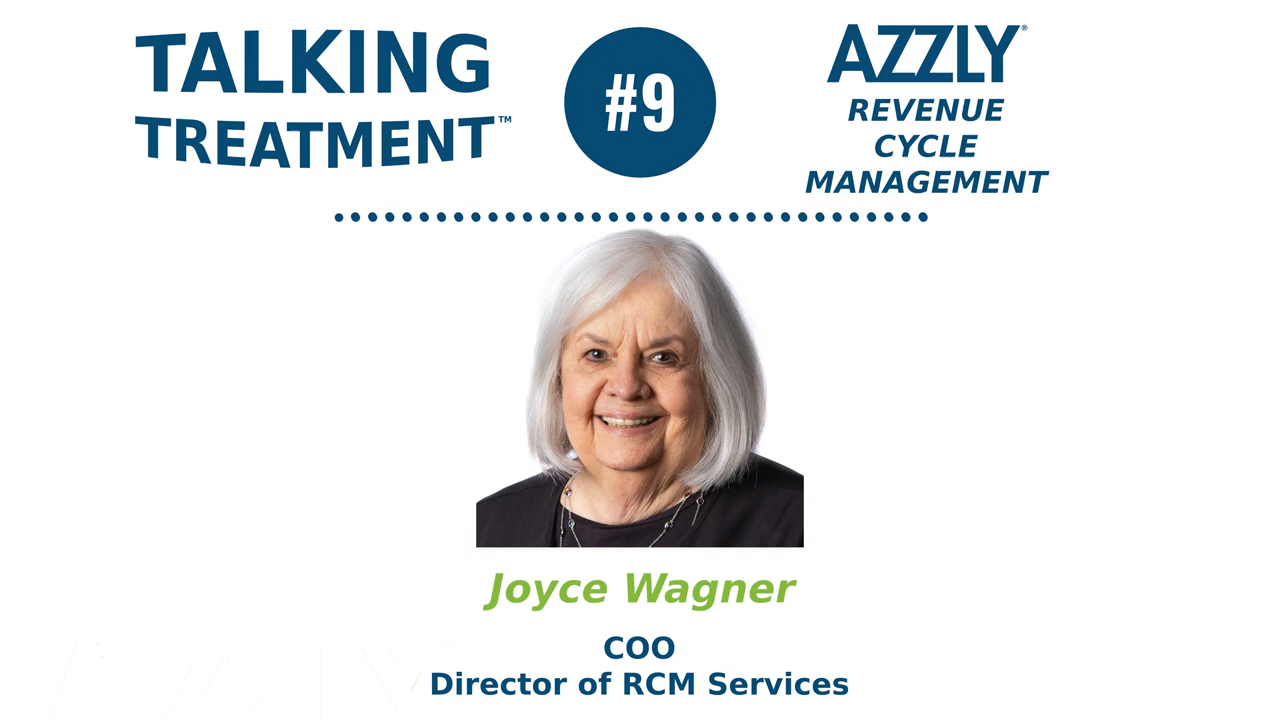 TALKING
TREATMENT™
#9
AZZLY®
REVENUE
CYCLE
MANAGEMENT
Joyce Wagner
COO
Director of RCM Services